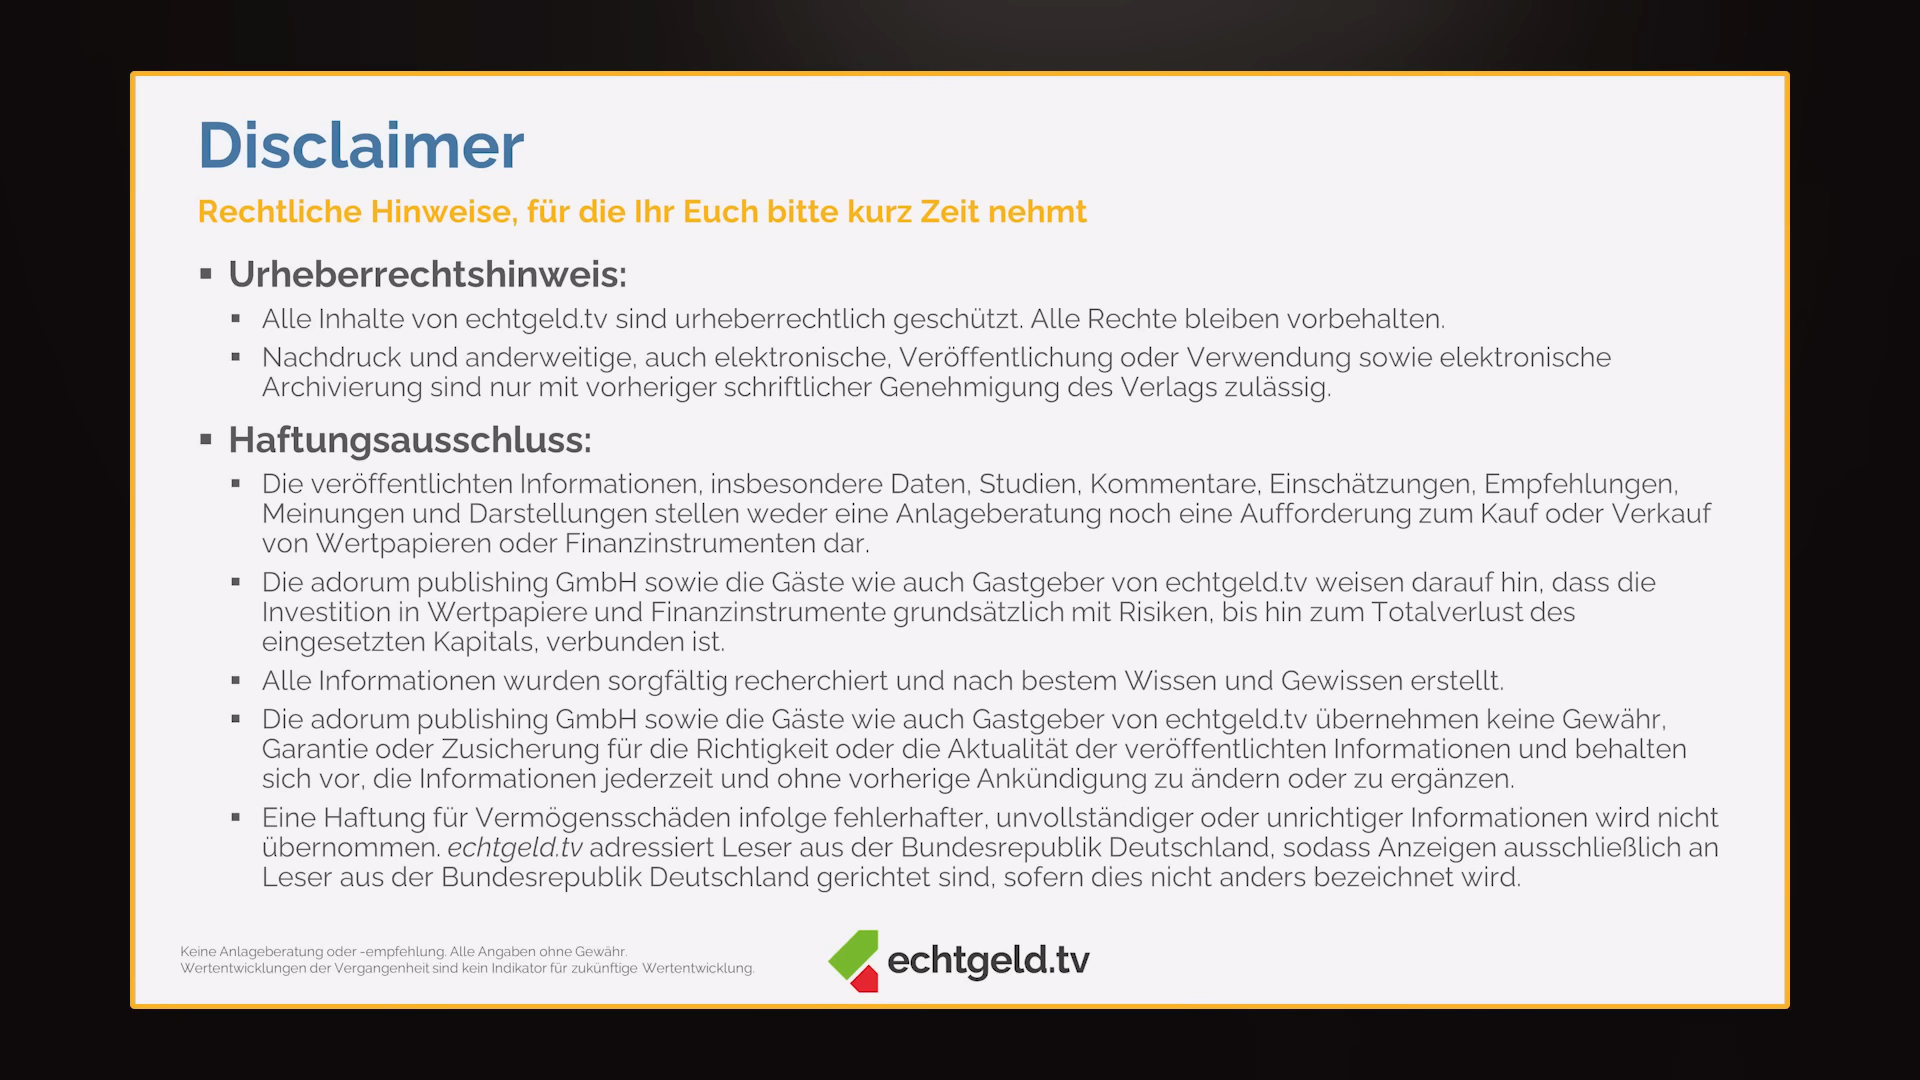 Disclaimer
Rechtliche Hinweise, für die Ihr Euch bitte kurz Zeit nehmt
▪ Urheberrechtshinweis:
▪ Alle Inhalte von echtgeld.tv sind urheberrechtlich geschützt. Alle Rechte bleiben vorbehalten.
▪ Nachdruck und anderweitige, auch elektronische, Veröffentlichung oder Verwendung sowie elektronische
Archivierung sind nur mit vorheriger schriftlicher Genehmigung des Verlags zulässig.
▪ Haftungsausschluss:
▪ Die veröffentlichten Informationen, insbesondere Daten, Studien, Kommentare, Einschätzungen, Empfehlungen,
Meinungen und Darstellungen stellen weder eine Anlageberatung noch eine Aufforderung zum Kauf oder Verkauf
von Wertpapieren oder Finanzinstrumenten dar.
▪ Die adorum publishing GmbH sowie die Gäste wie auch Gastgeber von echtgeld.tv weisen darauf hin, dass die
Investition in Wertpapiere und Finanzinstrumente grundsätzlich mit Risiken, bis hin zum Totalverlust des
eingesetzten Kapitals, verbunden ist.
▪ Alle Informationen wurden sorgfältig recherchiert und nach bestem Wissen und Gewissen erstellt.
▪ Die adorum publishing GmbH sowie die Gäste wie auch Gastgeber von echtgeld.tv übernehmen keine Gewähr,
Garantie oder Zusicherung für die Richtigkeit oder die Aktualität der veröffentlichten Informationen und behalten
sich vor, die Informationen jederzeit und ohne vorherige Ankündigung zu ändern oder zu ergänzen.
▪ Eine Haftung für Vermögensschäden infolge fehlerhafter, unvollständiger oder unrichtiger Informationen wird nicht
übernommen. echtgeld.tv adressiert Leser aus der Bundesrepublik Deutschland, sodass Anzeigen ausschließlich an
Leser aus der Bundesrepublik Deutschland gerichtet sind, sofern dies nicht anders bezeichnet wird.
Keine Anlageberatung oder -empfehlung. Alle Angaben ohne Gewähr.
Wertentwicklungen der Vergangenheit sind kein Indikator für zukünftige Wertentwicklung.
echtgeld.tv